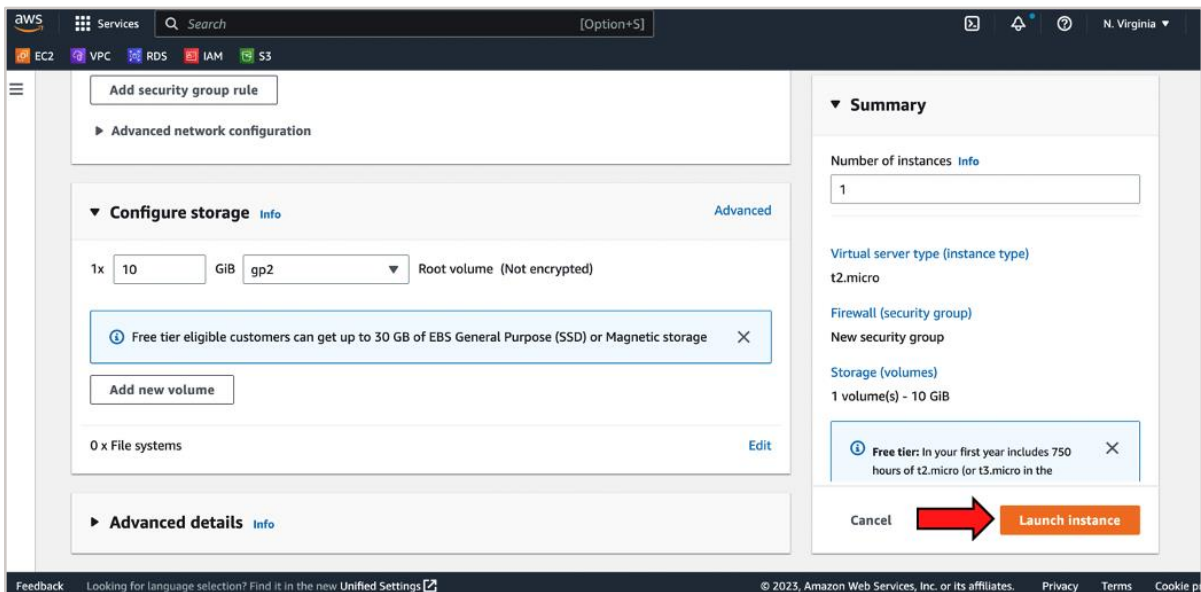 aws
Services
Search [Option+S]
N. Virginia
EC2 VPC RDS IAM S3
Add security group rule
Advanced network configuration
Configure storage Info
Advanced
1x 10 GiB gp2 Root volume (Not encrypted)
Free tier eligible customers can get up to 30 GB of EBS General Purpose (SSD) or Magnetic storage
Add new volume
0 x File systems
Edit
Advanced details Info
Summary
Number of instances Info
1
Virtual server type (instance type)
t2.micro
Firewall (security group)
New security group
Storage (volumes)
1 volume(s) - 10 GiB
Free tier: In your first year includes 750
hours of t2.micro (or t3.micro in the
Cancel
Launch instance
Feedback
Looking for language selection? Find it in the new Unified Settings
© 2023, Amazon Web Services, Inc. or its affiliates.
Privacy
Terms
Cookie p